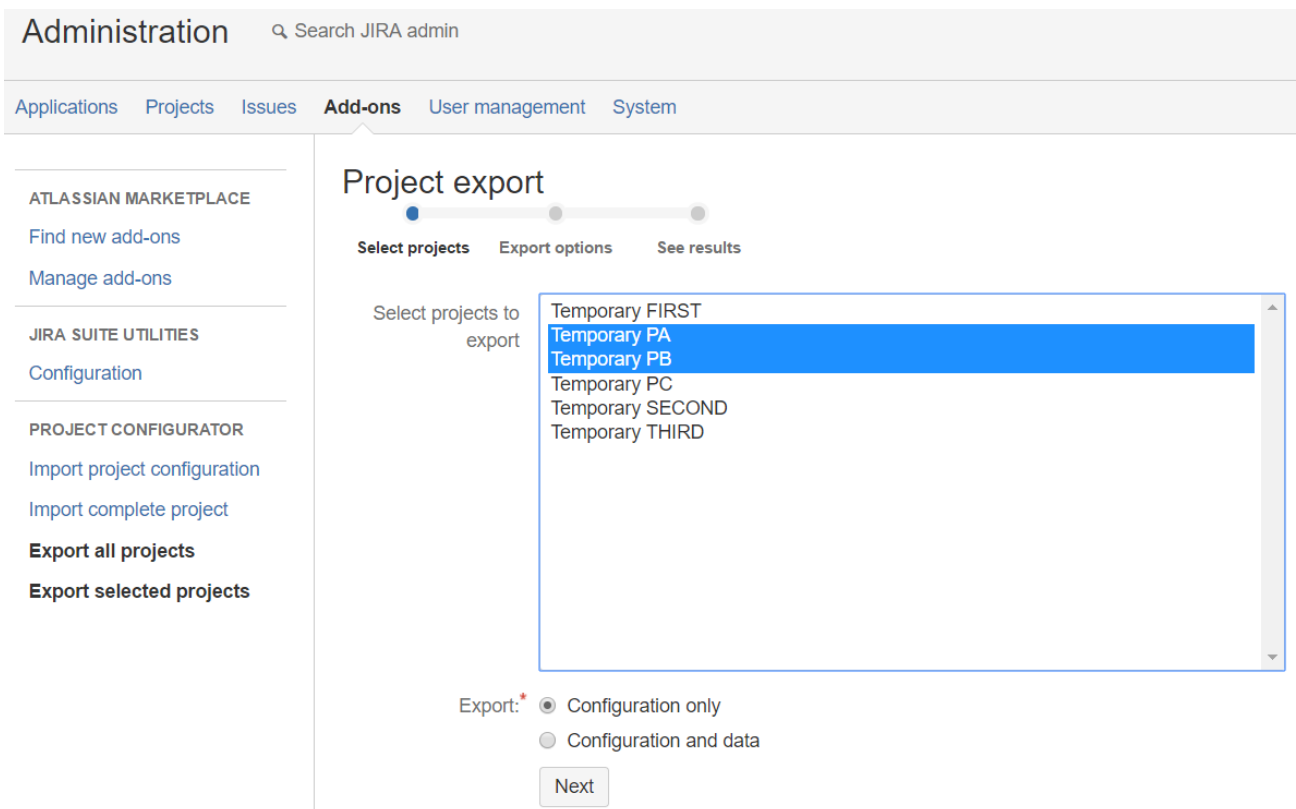 Administration Search JIRA admin
Applications Projects Issues Add-ons User management System
ATLASSIAN MARKETPLACE
Find new add-ons
Manage add-ons
JIRA SUITE UTILITIES
Configuration
PROJECT CONFIGURATOR
Import project configuration
Import complete project
Export all projects
Export selected projects
Project export
Select projects Export options See results
Select projects to
export
Temporary FIRST
Temporary PA
Temporary PB
Temporary PC
Temporary SECOND
Temporary THIRD
Export:* Configuration only
Configuration and data
Next